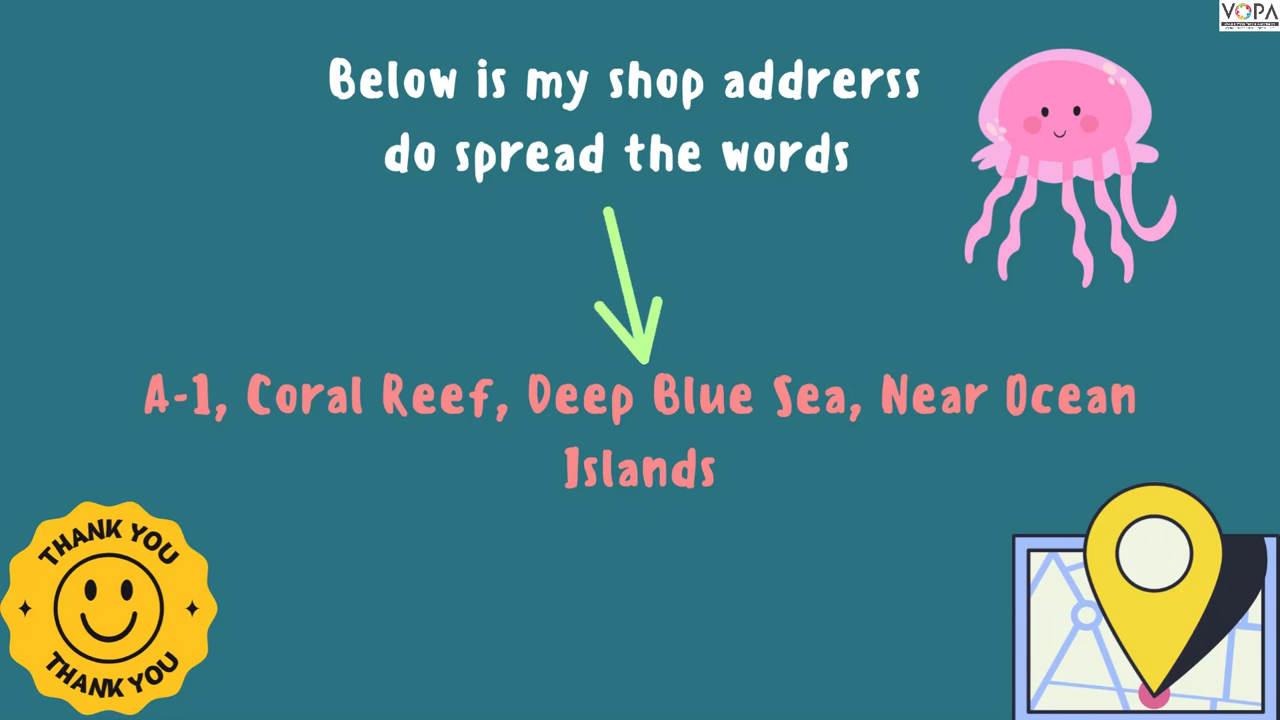 VOPA
Below is my shop addrerss
do spread the words
A-1, Coral Reef, Deep Blue Sea, Near Ocean
Islands
THANK YOU
THANK YOU